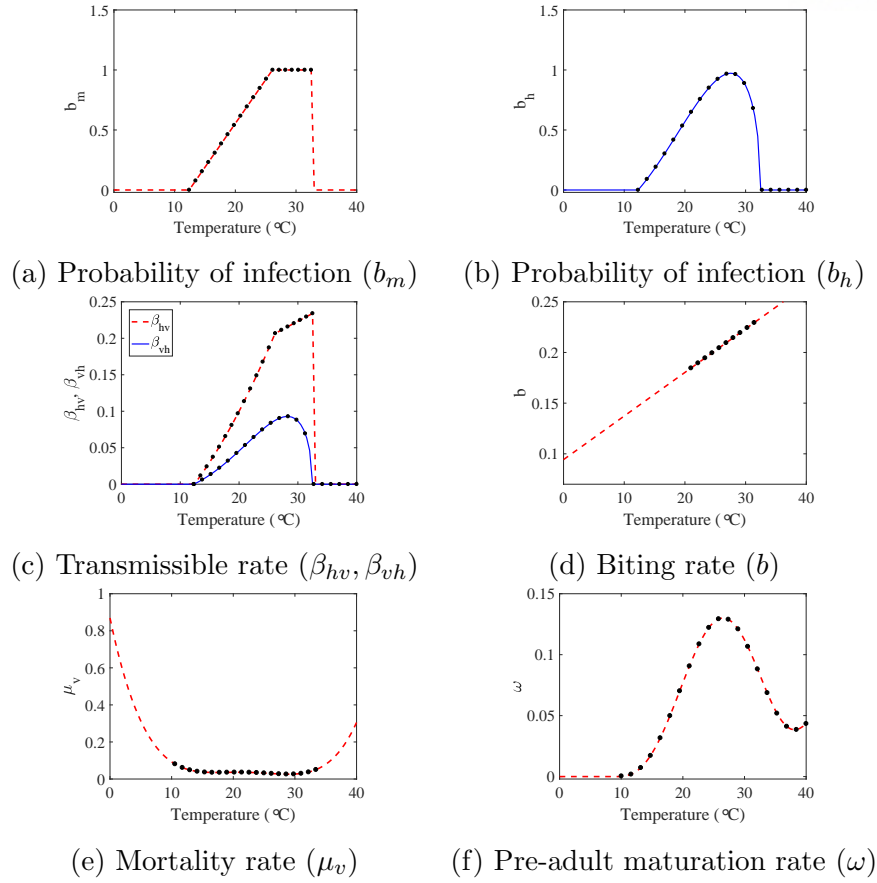 1.5
1
0.5
0
b_m
0 10 20 30 40
Temperature (℃)
(a) Probability of infection (b_m)
1.5
1
0.5
0
b_h
0 10 20 30 40
Temperature (℃)
(b) Probability of infection (b_h)
0.25
0.2
0.15
0.1
0.05
0
β_hv, β_vh
β_hv
β_vh
0 10 20 30 40
Temperature (℃)
(c) Transmissible rate (β_hv, β_vh)
0.25
0.2
0.15
0.1
b
0 10 20 30 40
Temperature (℃)
(d) Biting rate (b)
1
0.8
0.6
0.4
0.2
0
μ_v
0 10 20 30 40
Temperature (℃)
(e) Mortality rate (μ_v)
0.15
0.1
0.05
0
ω
0 10 20 30 40
Temperature (℃)
(f) Pre-adult maturation rate (ω)